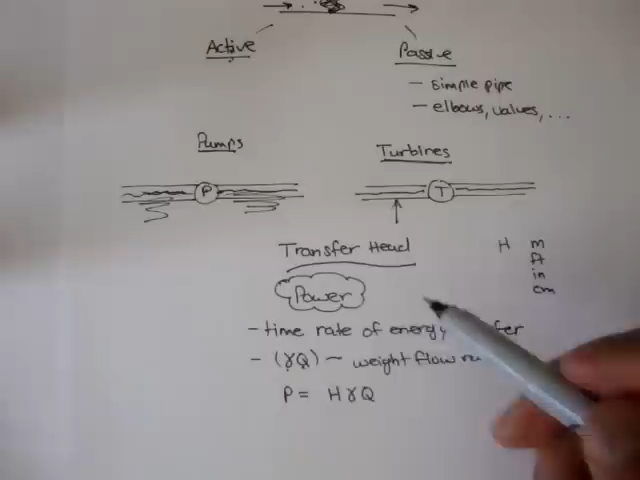 Active
Passive
- simple pipe
- elbows, valves, ...
Pumps
Turbines
P
T
Transfer Head
H m
ft
in
cm
Power
- time rate of energy
- (γQ) ~ weight flow
P = HγQ